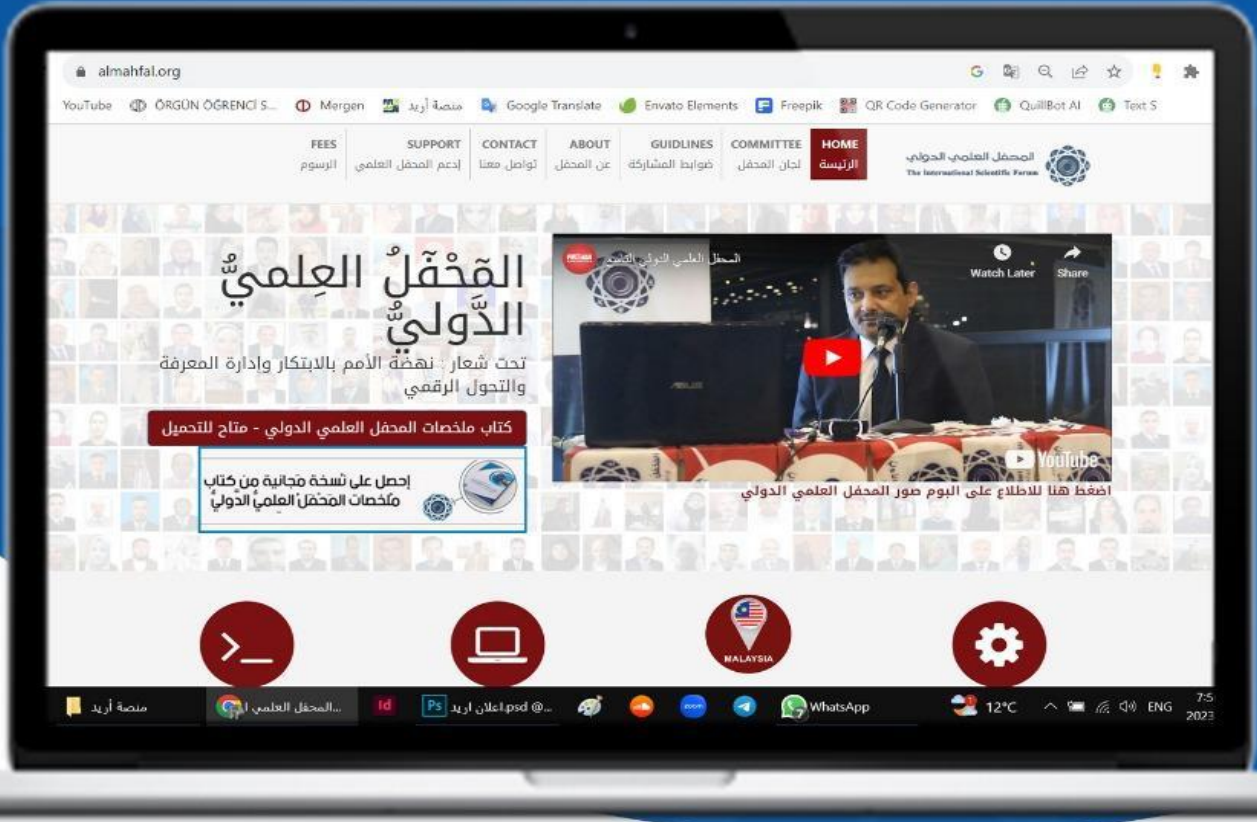 almahfal.org
YouTube
ÖRGÜN ÖĞRENCİ S...
Mergen
منصة أريد
Google Translate
Envato Elements
Freepik
QR Code Generator
QuillBot AI
Text S
HOME
الرئيسة
COMMITTEE
لجان المحفل
GUIDLINES
ضوابط المشاركة
ABOUT
عن المحفل
CONTACT
تواصل معنا
SUPPORT
إدعم المحفل العلمي
FEES
الرسوم
المحفل العلمي الدولي
The International Scientific Forum
المَحْفَلُ العِلميُّ
الدَّوليُّ
تحت شعار : نهضة الأمم بالابتكار وإدارة المعرفة
والتحول الرقمي
كتاب ملخصات المحفل العلمي الدولي - متاح للتحميل
إحصل على نسخة مجانية من كتاب
ملخصات المحفل العلمي الدولي
المحفل العلمي الدولي
Watch Later
Share
ASUS
YouTube
اضغط هنا للاطلاع على البوم صور المحفل العلمي الدولي
MALAYSIA
منصة أريد
المحفل العلمي ا...
Id
Ps
اعلان اريد.psd @...
zoom
7
WhatsApp
12°C
ENG
7:5
2023